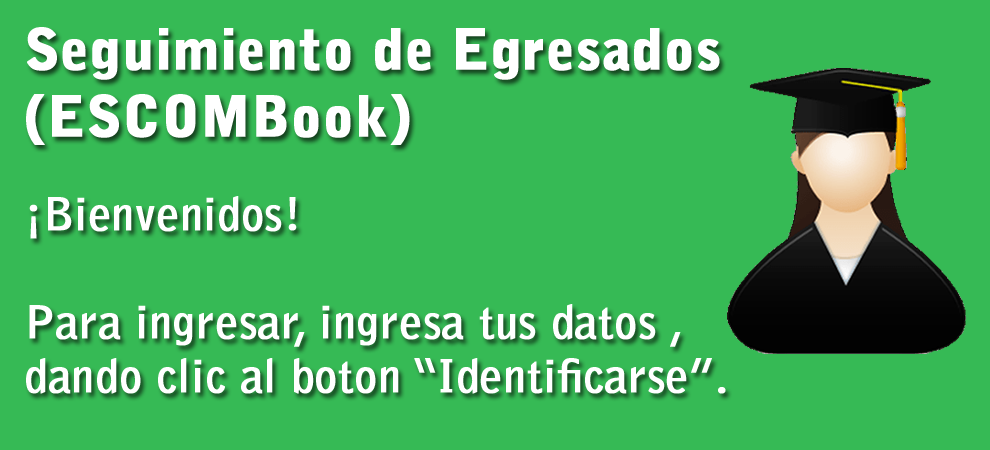 Seguimiento de Egresados
(ESCOMBook)
¡Bienvenidos!
Para ingresar, ingresa tus datos ,
dando clic al boton “Identificarse”.